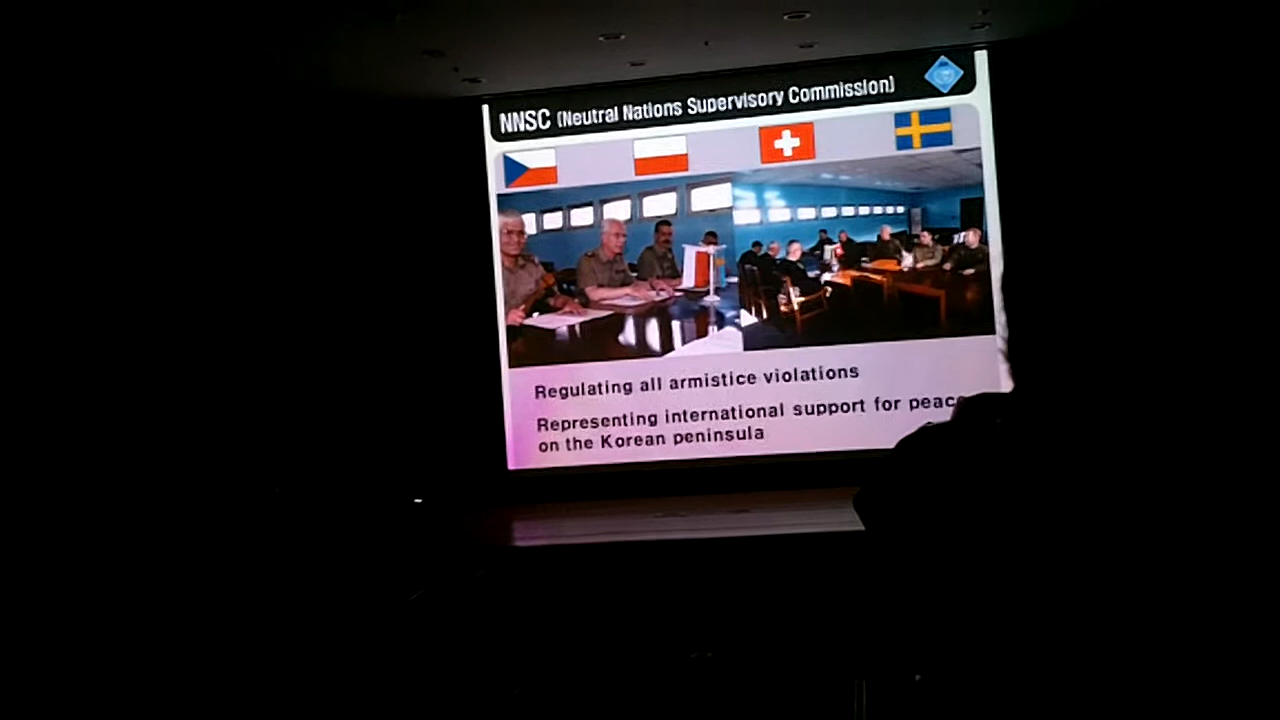 NNSC (Neutral Nations Supervisory Commission)
Regulating all armistice violations
Representing international support for peac
on the Korean peninsula